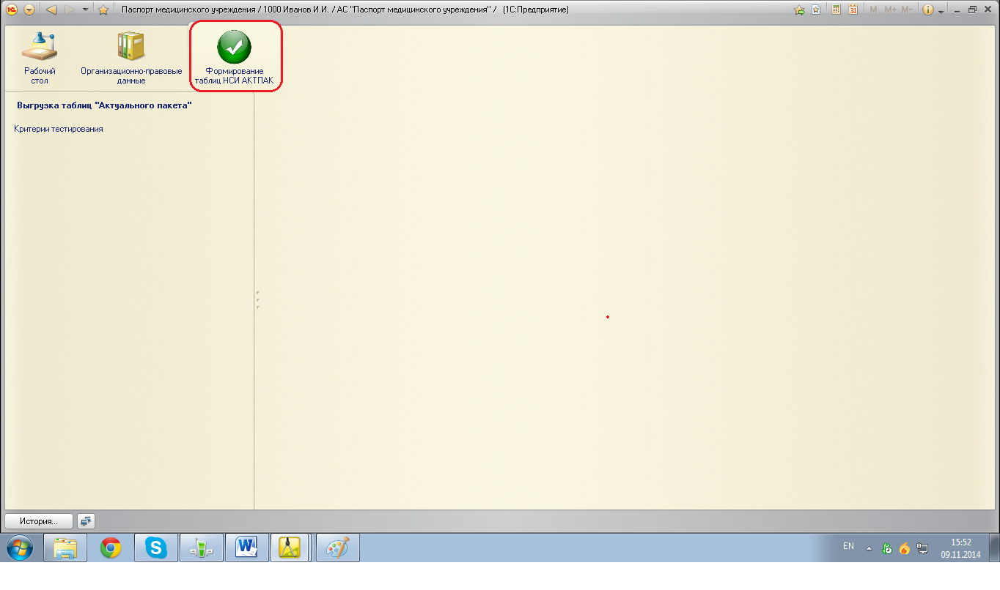 Паспорт медицинского учреждения / 1000 Иванов И.И. / АС "Паспорт медицинского учреждения" / (1С:Предприятие)
31 M M+ M-
Рабочий
стол
Организационно-правовые
данные
Формирование
таблиц НСИ АКТПАК
Выгрузка таблиц "Актуального пакета"
Критерии тестирования
История...
EN
15:52
09.11.2014